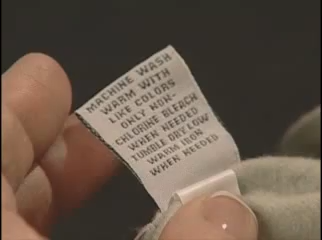 MACHINE WASH
WARM WITH
LIKE COLORS
ONLY NON-
CHLORINE BLEACH
WHEN NEEDED
TUMBLE DRY LOW
WARM IRON
WHEN NEEDED